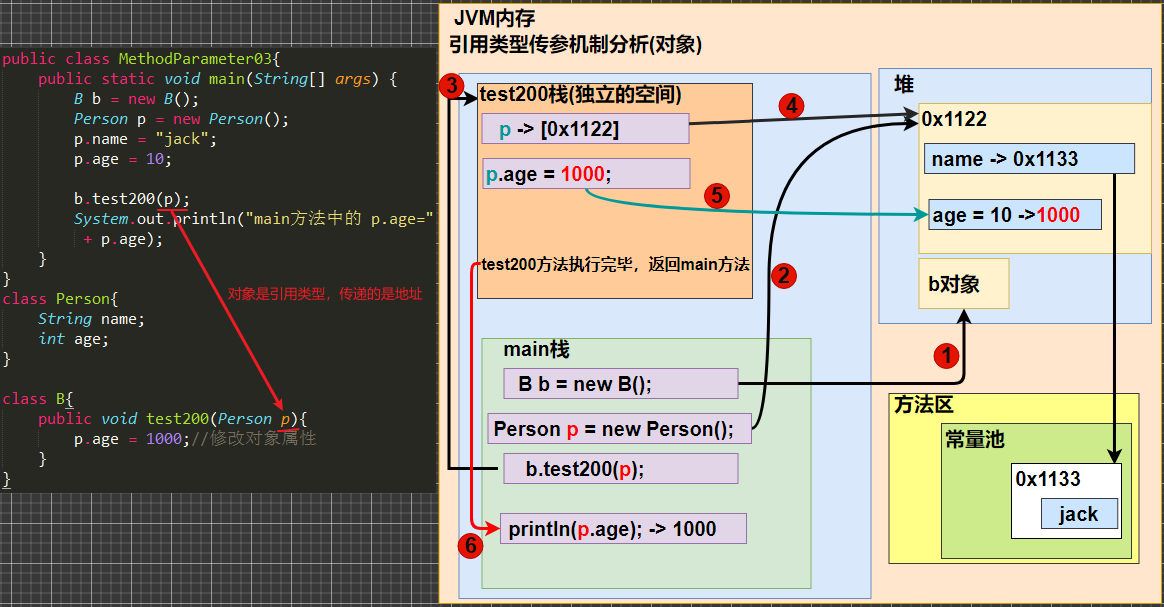 public class MethodParameter03{
public static void main(String[] args) {
B b = new B();
Person p = new Person();
p.name = "jack";
p.age = 10;
b.test200(p);
System.out.println("main方法中的 p.age="
+ p.age);
}
}
class Person{
String name;
int age;
}
class B{
public void test200(Person p){
p.age = 1000;//修改对象属性
}
}
对象是引用类型，传递的是地址
JVM内存
引用类型传参机制分析(对象)
3
test200栈(独立的空间)
p -> [0x1122]
4
p.age = 1000;
5
test200方法执行完毕，返回main方法
2
main栈
B b = new B();
1
Person p = new Person();
b.test200(p);
println(p.age); -> 1000
6
堆
0x1122
name -> 0x1133
age = 10 ->1000
b对象
方法区
常量池
0x1133
jack